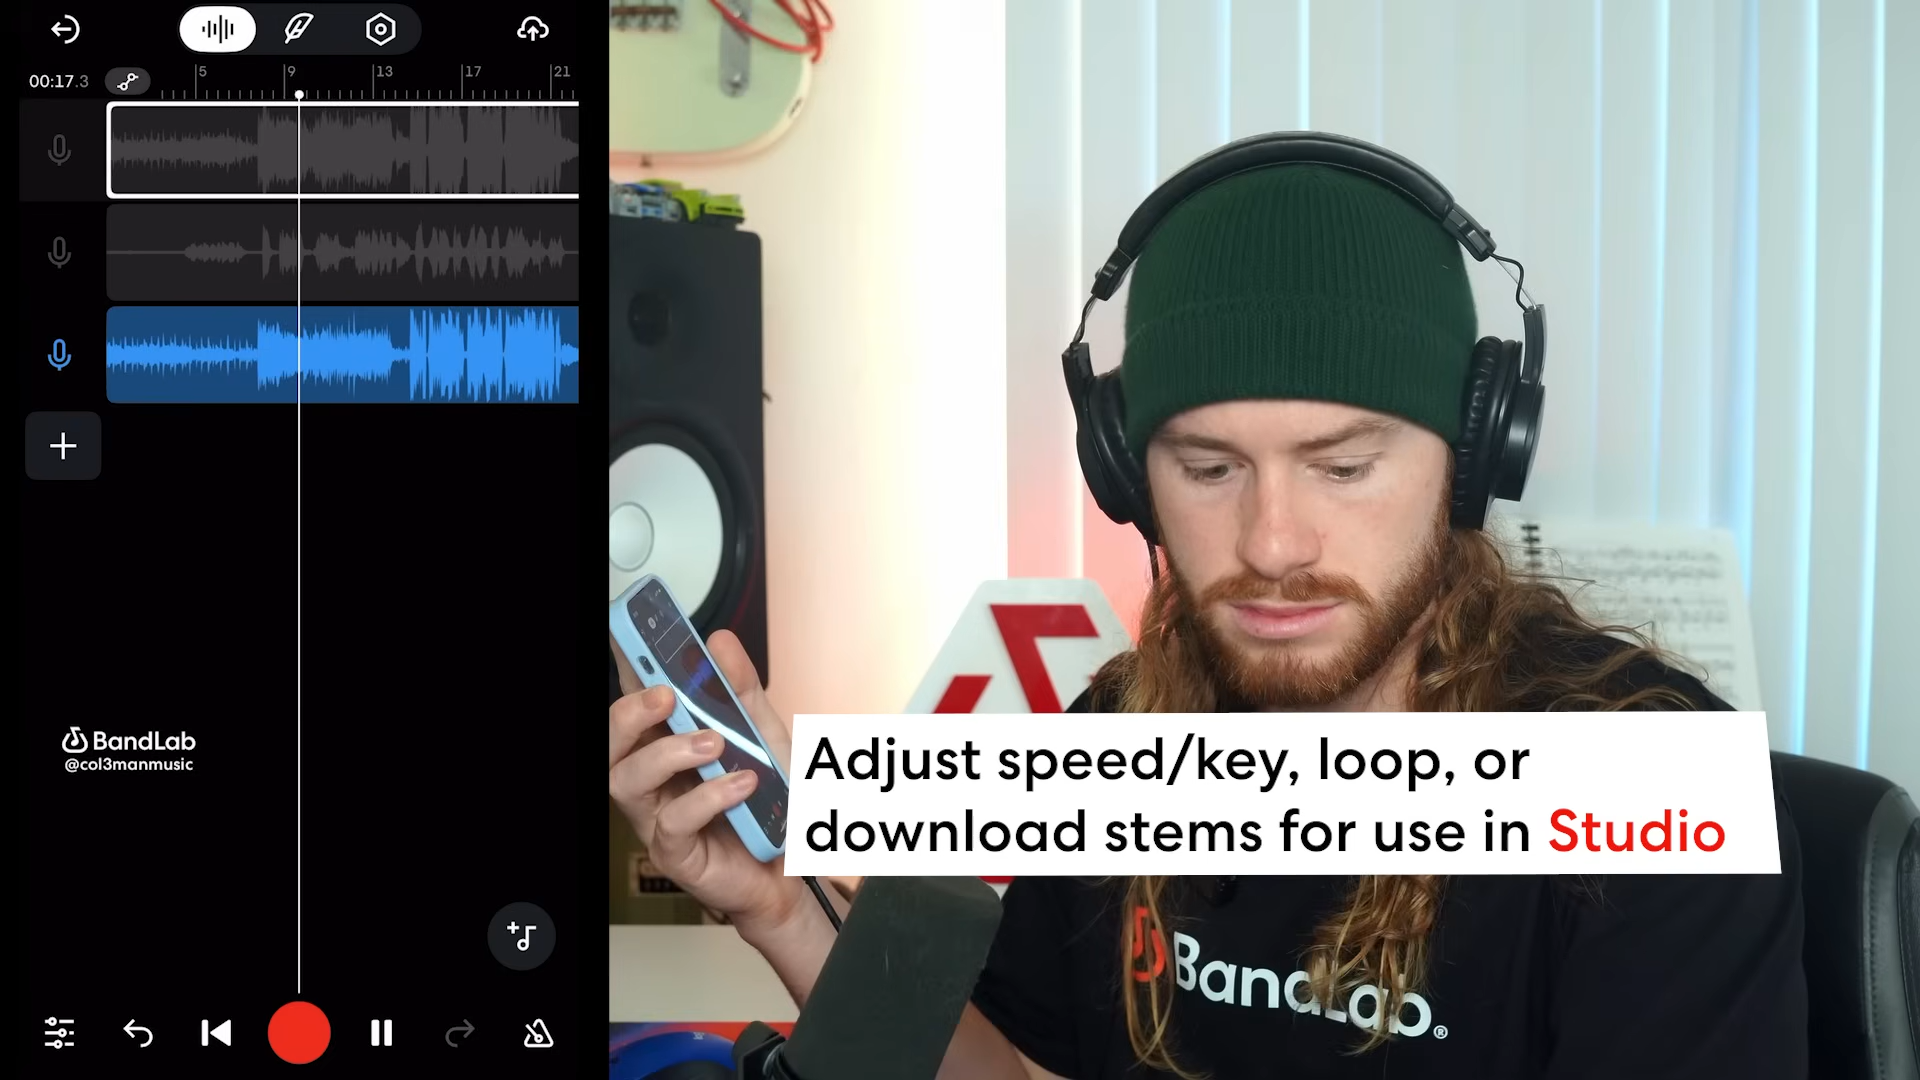 00:17.3
5
9
13
17
21
BandLab
@col3manmusic
Adjust speed/key, loop, or
download stems for use in Studio
BandLab®